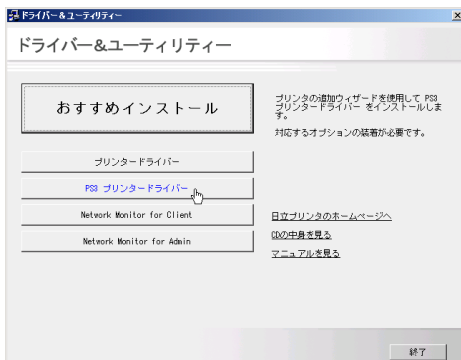 ドライバー&ユーティリティー
ドライバー&ユーティリティー
おすすめインストール
プリンタの追加ウィザードを使用して PS3
プリンタードライバー をインストールしま
す。
対応するオプションの装着が必要です。
プリンタードライバー
PS3 プリンタードライバー
Network Monitor for Client
Network Monitor for Admin
日立プリンタのホームページへ
CDの中身を見る
マニュアルを見る
終了